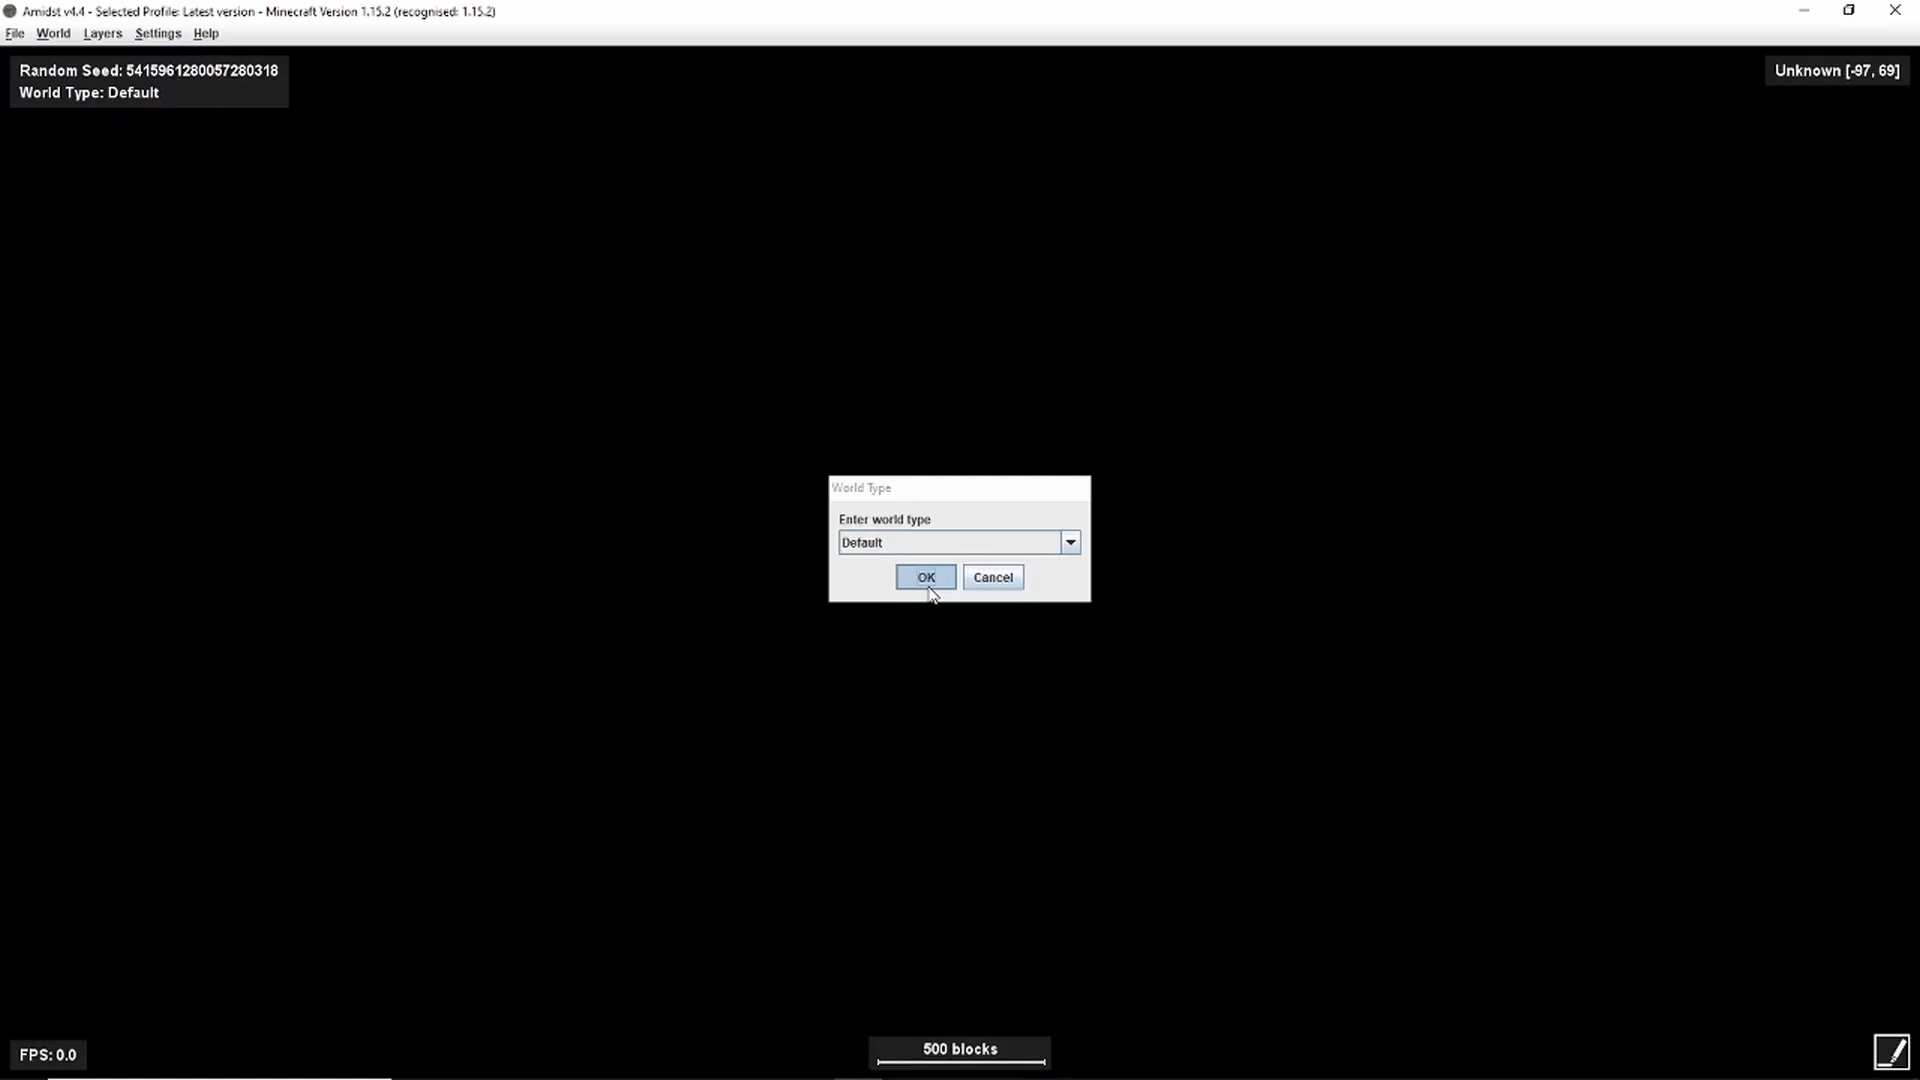 Amidst v4.4 - Selected Profile: Latest version - Minecraft Version 1.15.2 (recognised: 1.15.2)
File World Layers Settings Help
Random Seed: 5415961280057280318
World Type: Default
Unknown [-97, 69]
World Type
Enter world type
Default
OK Cancel
FPS: 0.0
500 blocks